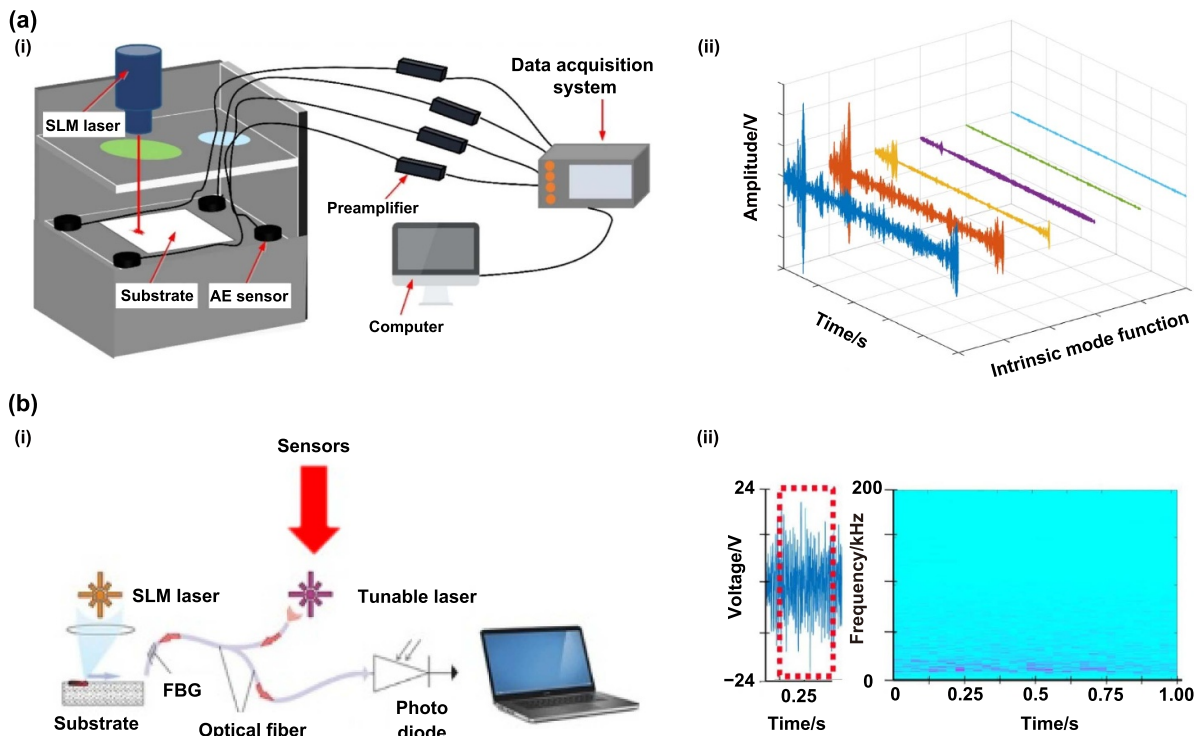 (a)
(i)
SLM laser
Substrate
AE sensor
Preamplifier
Computer
Data acquisition
system
(ii)
Amplitude/V
Time/s
Intrinsic mode function
(b)
(i)
Sensors
SLM laser
Tunable laser
FBG
Substrate
Optical fiber
Photo
diode
(ii)
24
Voltage/V
−24
0.25
Time/s
200
Frequency/kHz
0
0
0.25
0.5
0.75
1.00
Time/s